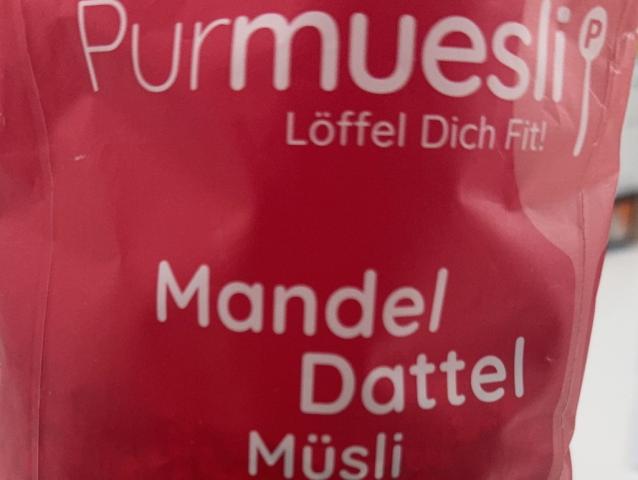 Purmuesli P
Löffel Dich Fit!
Mandel
Dattel
Müsli